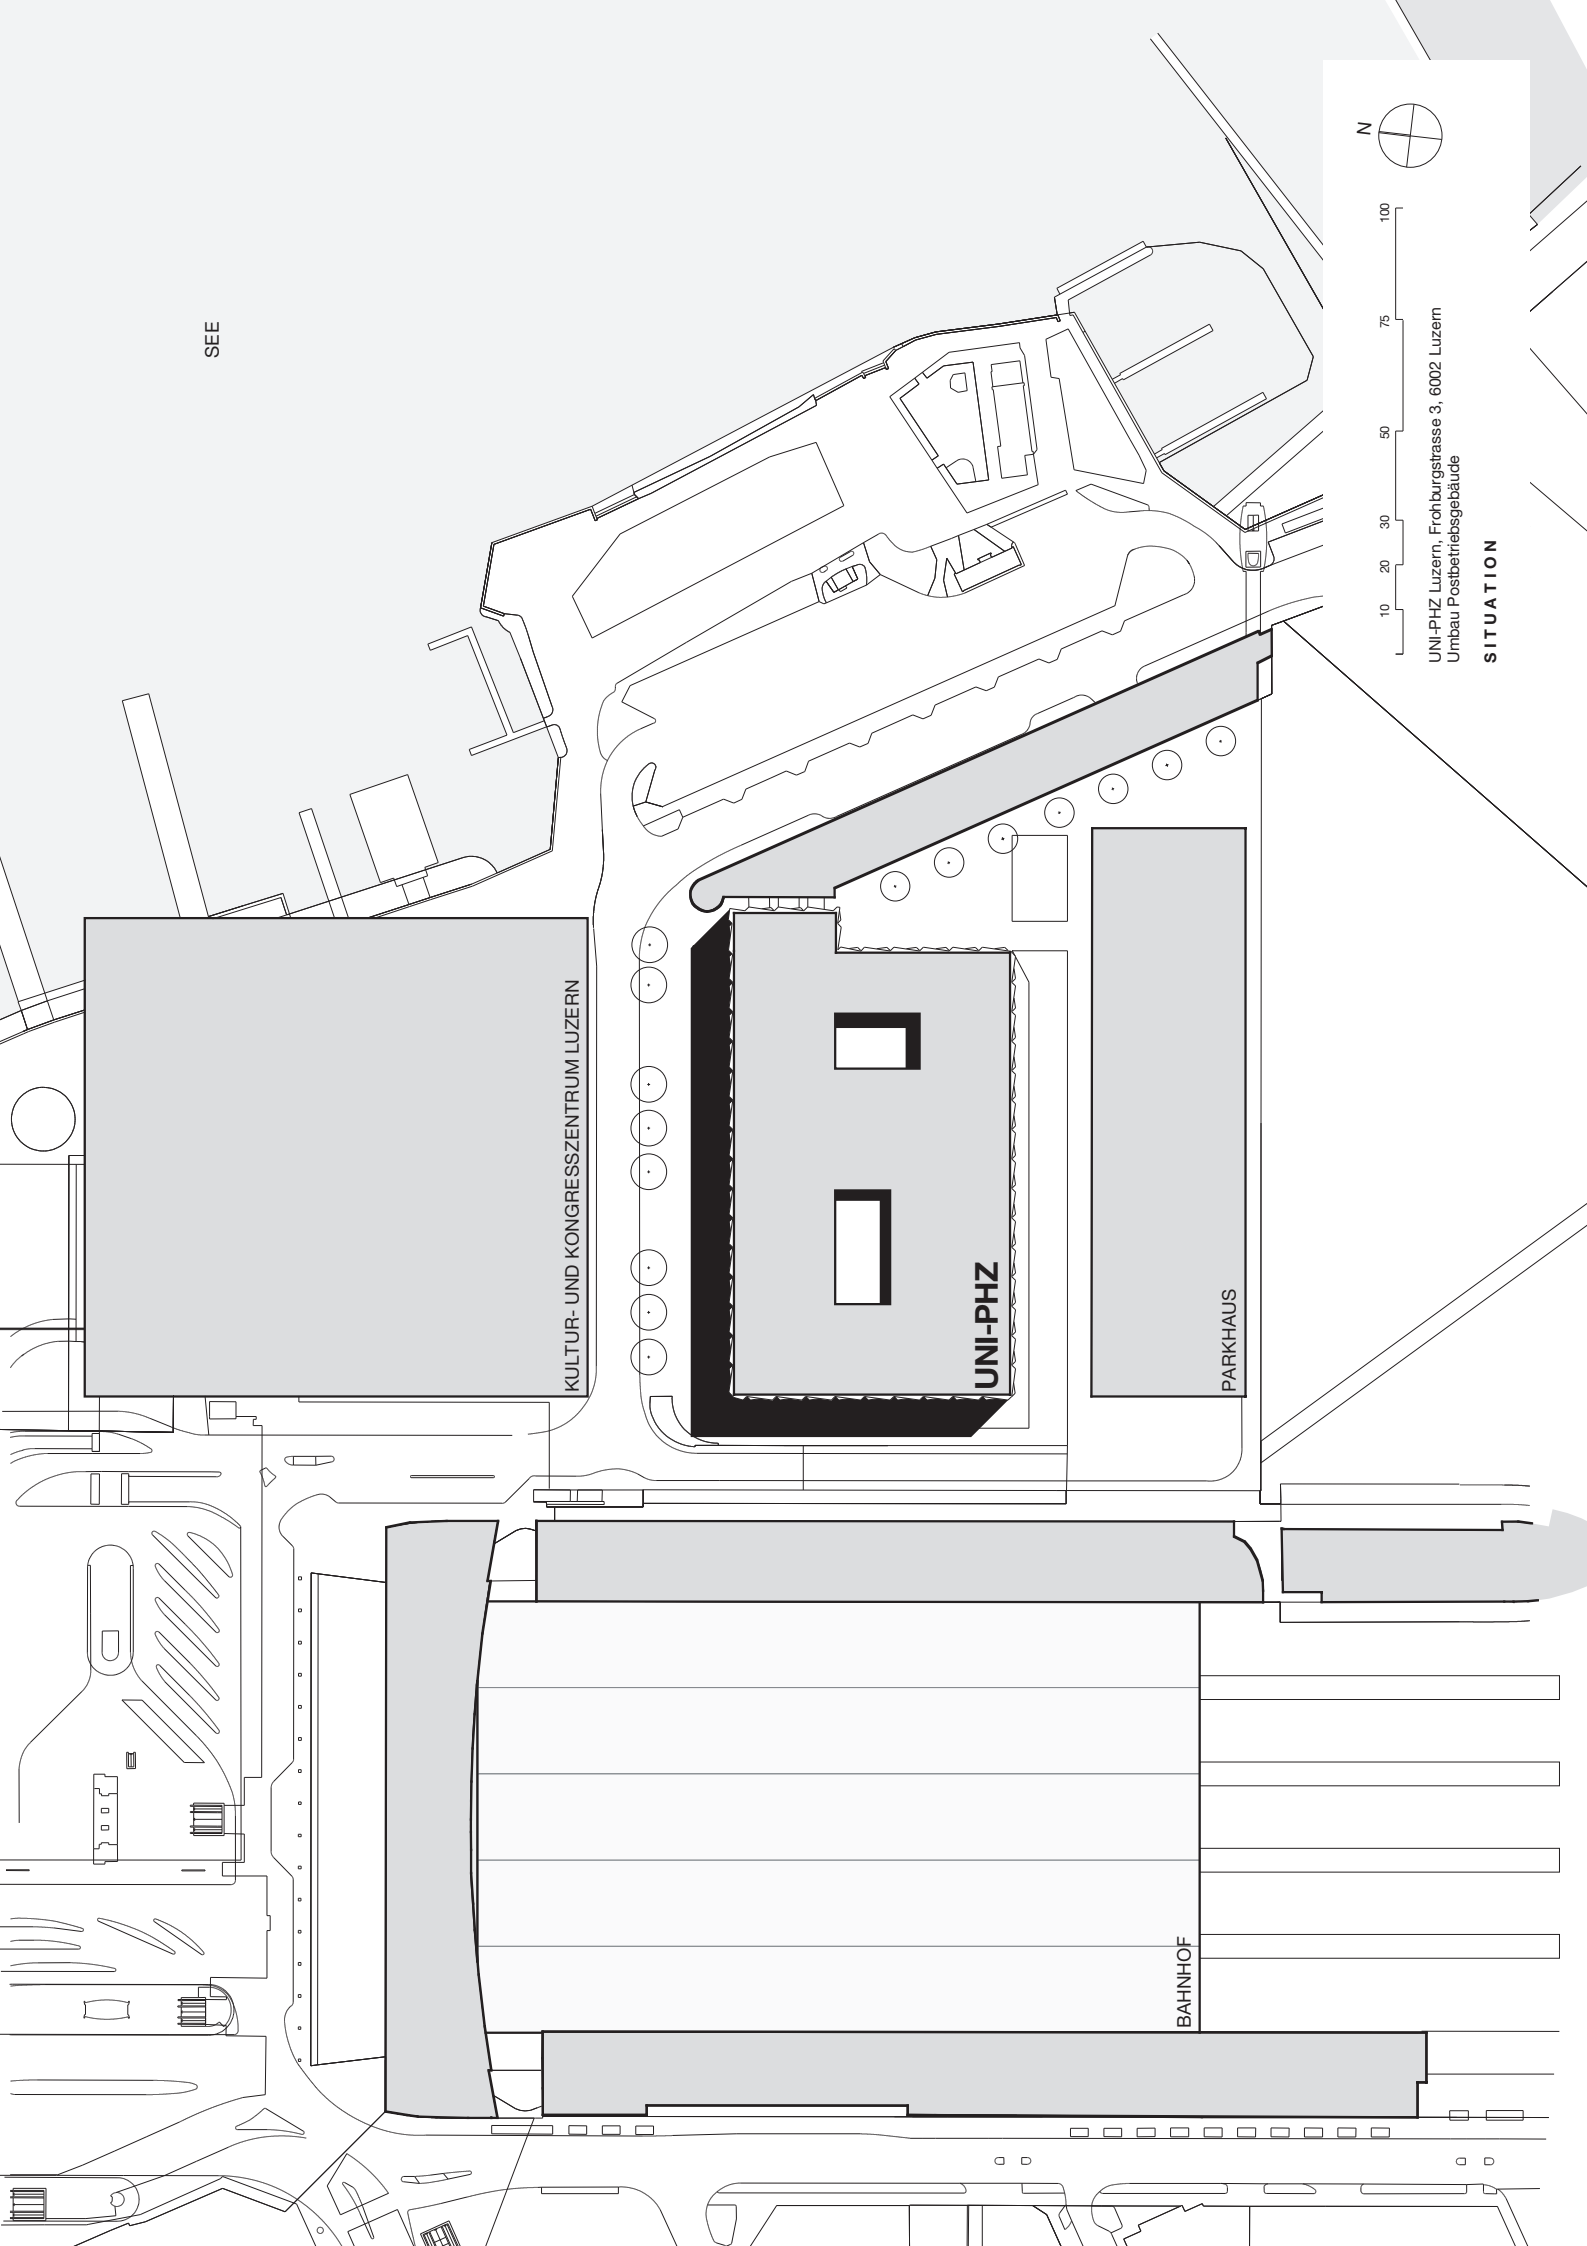 SEE
KULTUR- UND KONGRESSZENTRUM LUZERN
UNI-PHZ
PARKHAUS
BAHNHOF
N
10 20 30 50 75 100
UNI-PHZ Luzern, Frohburgstrasse 3, 6002 Luzern
Umbau Postbetriebsgebäude
SITUATION